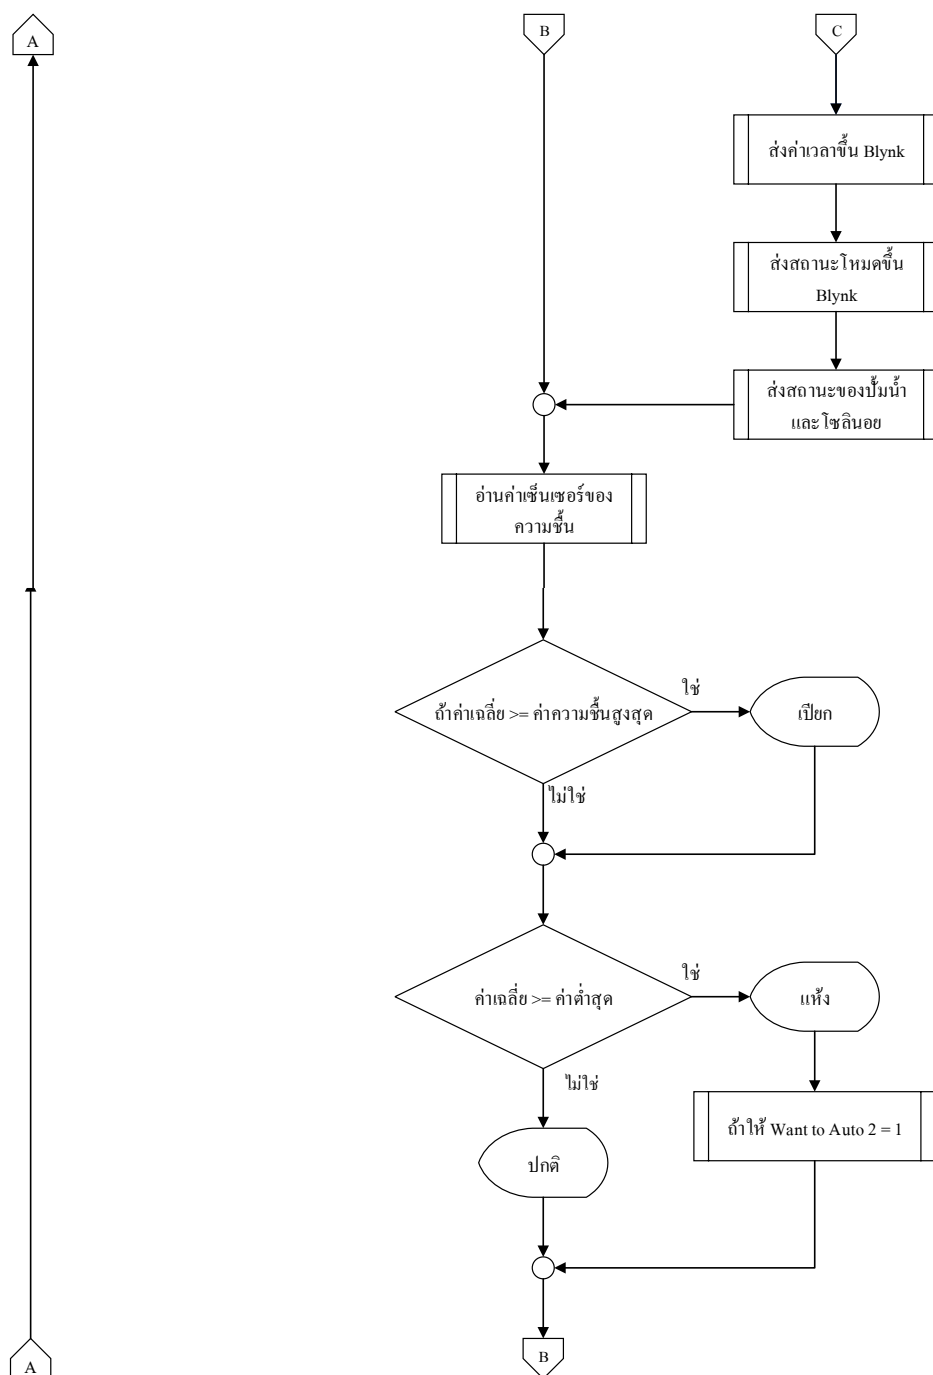 A
B
C
ส่งค่าเวลาขึ้น Blynk
ส่งสถานะโหมดขึ้น
Blynk
ส่งสถานะของปั้มน้ำ
และโซลินอย
อ่านค่าเซ็นเซอร์ของ
ความชื้น
ถ้าค่าเฉลี่ย >= ค่าความชื้นสูงสุด
ใช่
เปียก
ไม่ใช่
ค่าเฉลี่ย >= ค่าต่ำสุด
ใช่
แห้ง
ไม่ใช่
ถ้าให้ Want to Auto 2 = 1
ปกติ
A
B